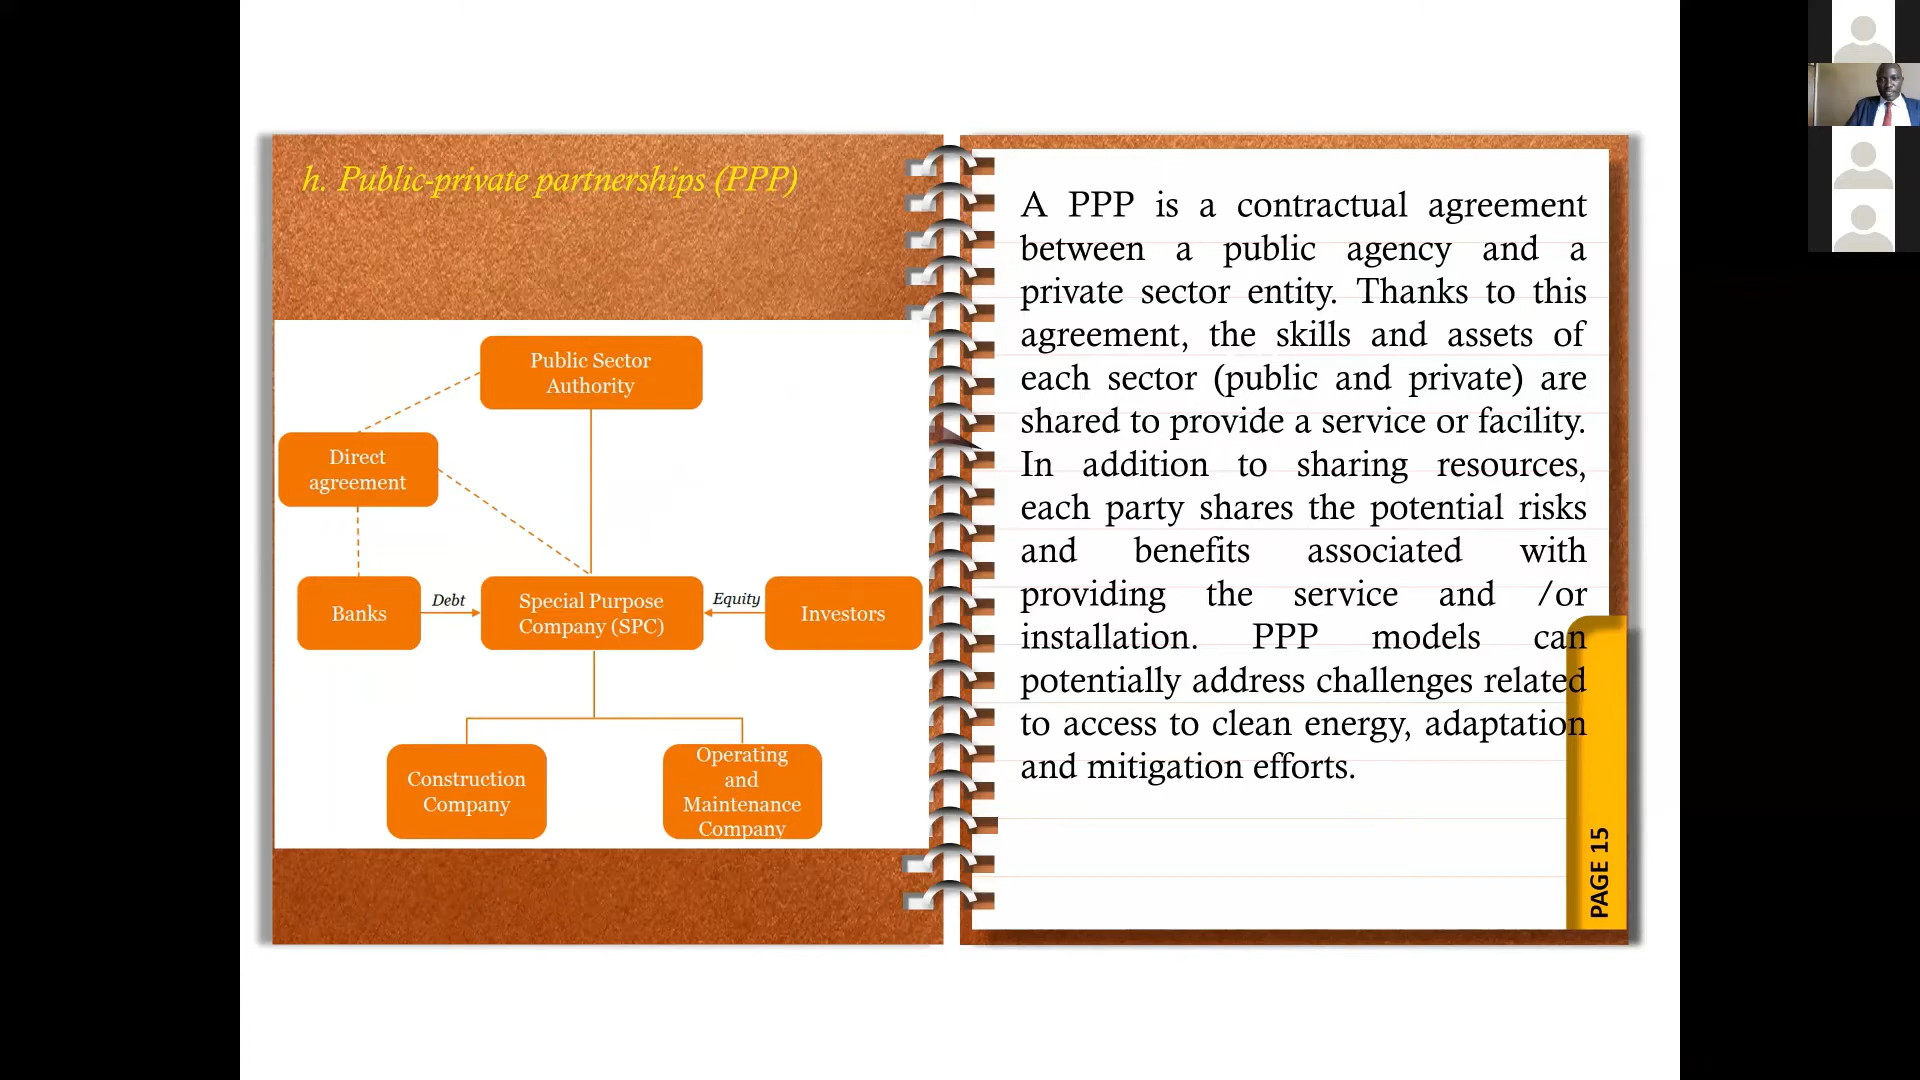 h. Public-private partnerships (PPP)
Public Sector
Authority
Direct
agreement
Banks
Debt
Special Purpose
Company (SPC)
Equity
Investors
Construction
Company
Operating
and
Maintenance
Company
A PPP is a contractual agreement
between a public agency and a
private sector entity. Thanks to this
agreement, the skills and assets of
each sector (public and private) are
shared to provide a service or facility.
In addition to sharing resources,
each party shares the potential risks
and benefits associated with
providing the service and /or
installation. PPP models can
potentially address challenges related
to access to clean energy, adaptation
and mitigation efforts.
PAGE 15